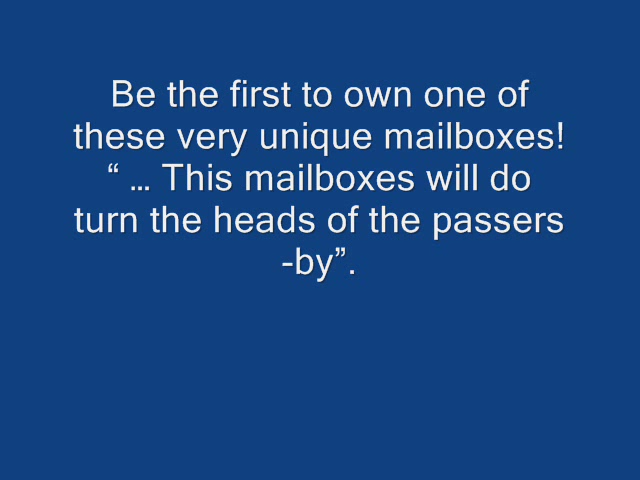 Be the first to own one of
these very unique mailboxes!
“ … This mailboxes will do
turn the heads of the passers
-by”.